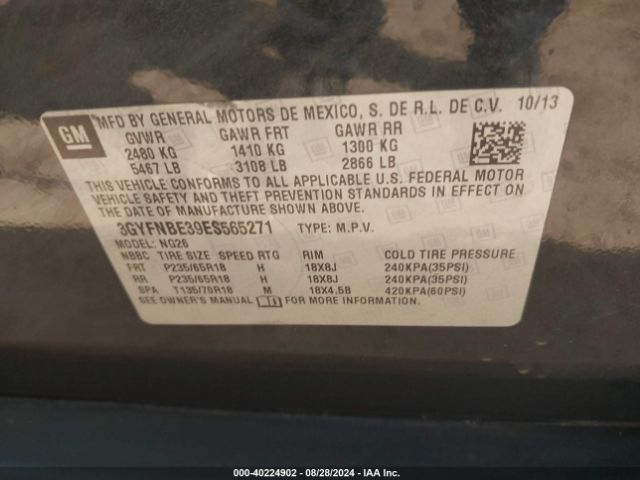 GM
MFD BY GENERAL MOTORS DE MEXICO, S. DE R.L. DE C.V. 10/13
GVWR GAWR FRT GAWR RR
2480 KG 1410 KG 1300 KG
5467 LB 3108 LB 2866 LB
THIS VEHICLE CONFORMS TO ALL APPLICABLE U.S. FEDERAL MOTOR
VEHICLE SAFETY AND THEFT PREVENTION STANDARDS IN EFFECT ON
THE DATE OF MANUFACTURE SHOWN ABOVE.
3GYFNBE39ES565271 TYPE: M.P.V.
MODEL: NG26
NBBC TIRE SIZE SPEED RTG RIM COLD TIRE PRESSURE
FRT P235/65R18 H 18X8J 240KPA(35PSI)
RR P235/65R18 H 18X8J 240KPA(35PSI)
SPA T135/70R18 M 18X4.5B 420KPA(60PSI)
SEE OWNER'S MANUAL FOR MORE INFORMATION.
000-40224902 - 08/28/2024 - IAA Inc.